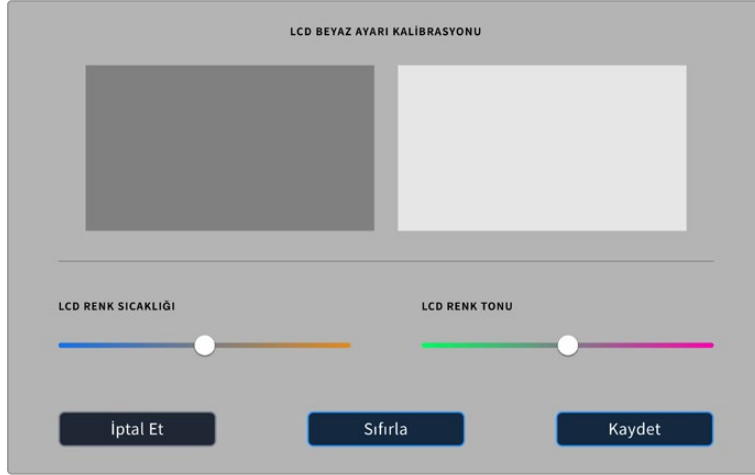 LCD BEYAZ AYARI KALİBRASYONU
LCD RENK SICAKLIĞI
LCD RENK TONU
İptal Et
Sıfırla
Kaydet